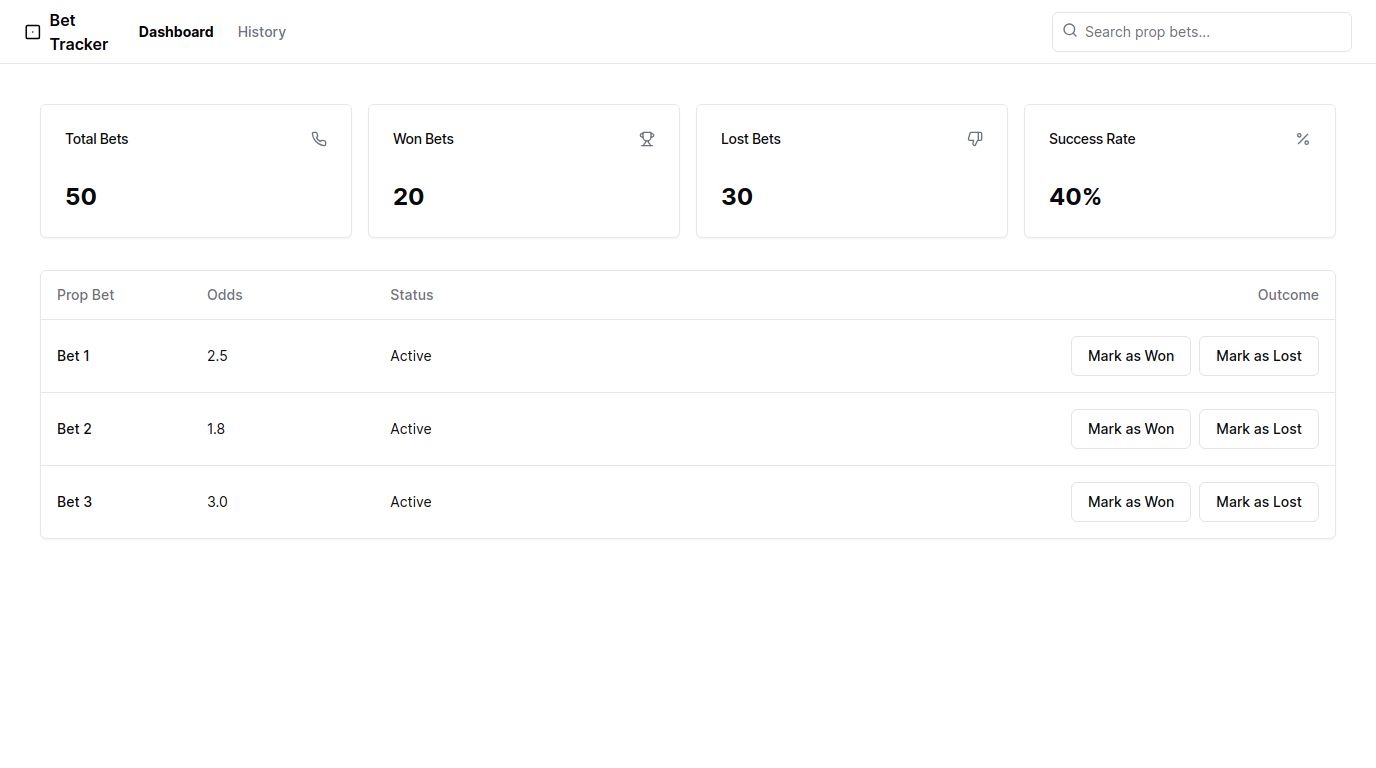 Bet
Tracker
Dashboard
History
Search prop bets...
Total Bets
50
Won Bets
20
Lost Bets
30
Success Rate
40%
Prop Bet Odds Status Outcome
Bet 1 2.5 Active Mark as Won Mark as Lost
Bet 2 1.8 Active Mark as Won Mark as Lost
Bet 3 3.0 Active Mark as Won Mark as Lost